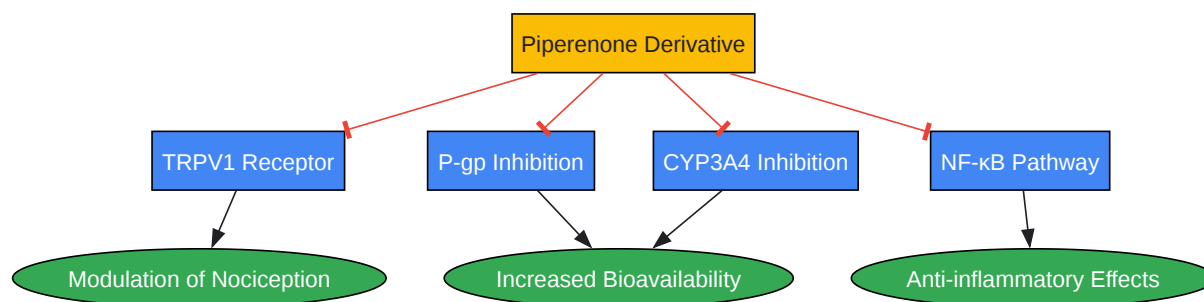 Piperenone Derivative
TRPV1 Receptor
P-gp Inhibition
CYP3A4 Inhibition
NF-κB Pathway
Modulation of Nociception
Increased Bioavailability
Anti-inflammatory Effects